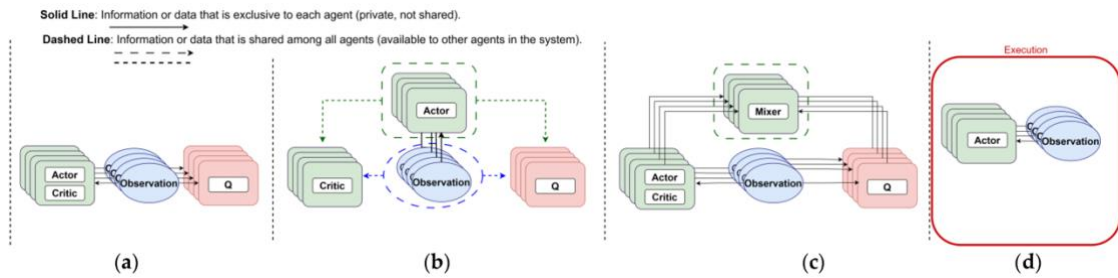 Solid Line: Information or data that is exclusive to each agent (private, not shared).
Dashed Line: Information or data that is shared among all agents (available to other agents in the system).
Execution
Actor
Critic
Observation
Q
(a)
Actor
Critic
Observation
Q
(b)
Mixer
Actor
Critic
Observation
Q
(c)
Actor
Observation
(d)